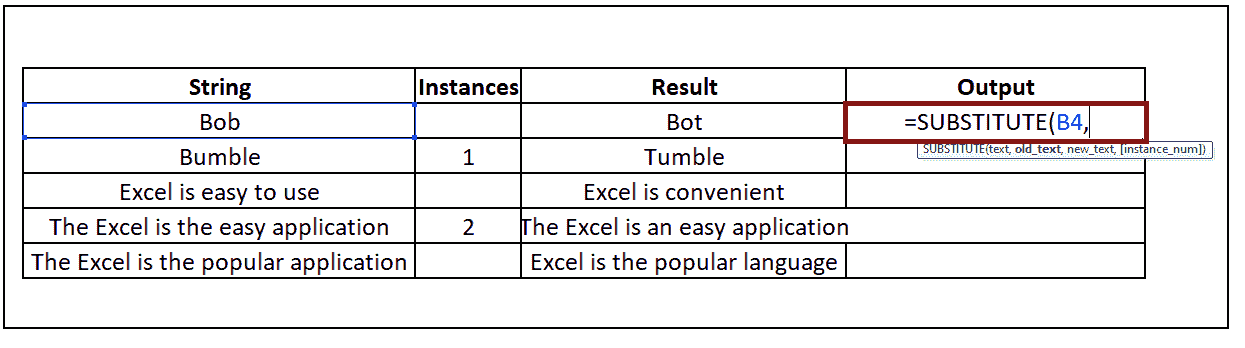 String Instances Result Output
Bob Bot =SUBSTITUTE(B4,
SUBSTITUTE(text, old_text, new_text, [instance_num])
Bumble 1 Tumble
Excel is easy to use Excel is convenient
The Excel is the easy application 2 The Excel is an easy application
The Excel is the popular application Excel is the popular language